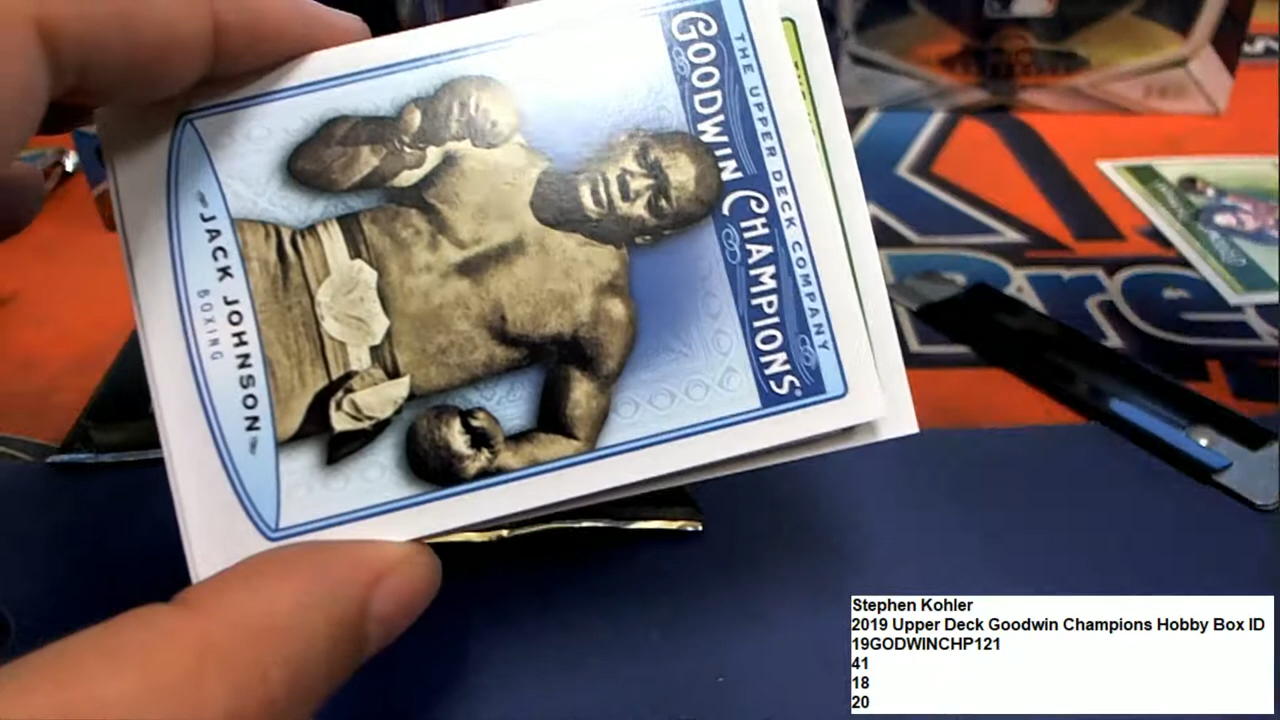 THE UPPER DECK COMPANY
GOODWIN CHAMPIONS
JACK JOHNSON
BOXING
Stephen Kohler
2019 Upper Deck Goodwin Champions Hobby Box ID
19GODWINCHP121
41
18
20